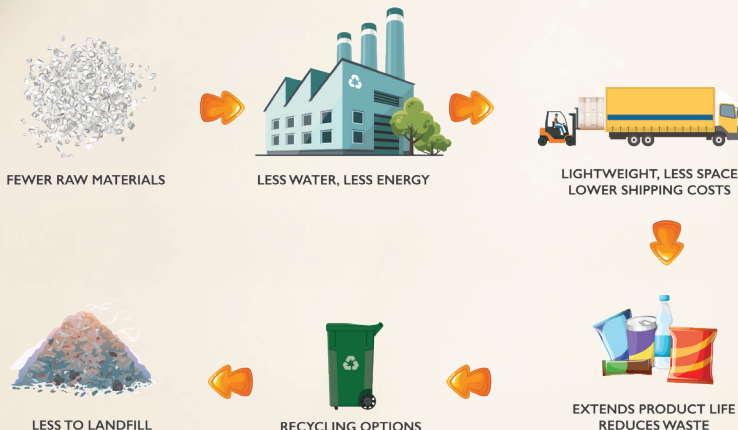 FEWER RAW MATERIALS
LESS WATER, LESS ENERGY
LIGHTWEIGHT, LESS SPACE
LOWER SHIPPING COSTS
EXTENDS PRODUCT LIFE
REDUCES WASTE
RECYCLING OPTIONS
LESS TO LANDFILL